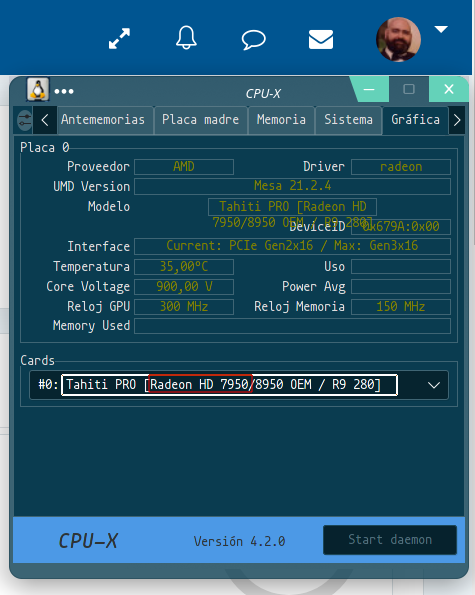 CPU-X
Antememorias Placa madre Memoria Sistema Gráfica
Placa 0
Proveedor AMD Driver radeon
UMD Version Mesa 21.2.4
Modelo Tahiti PRO [Radeon HD
7950/8950 OEM / R9 280]
DeviceID 0x679A:0x00
Interface Current: PCIe Gen2x16 / Max: Gen3x16
Temperatura 35,00°C Uso
Core Voltage 900,00 V Power Avg
Reloj GPU 300 MHz Reloj Memoria 150 MHz
Memory Used
Cards
#0: Tahiti PRO [Radeon HD 7950/8950 OEM / R9 280]
CPU-X Versión 4.2.0 Start daemon